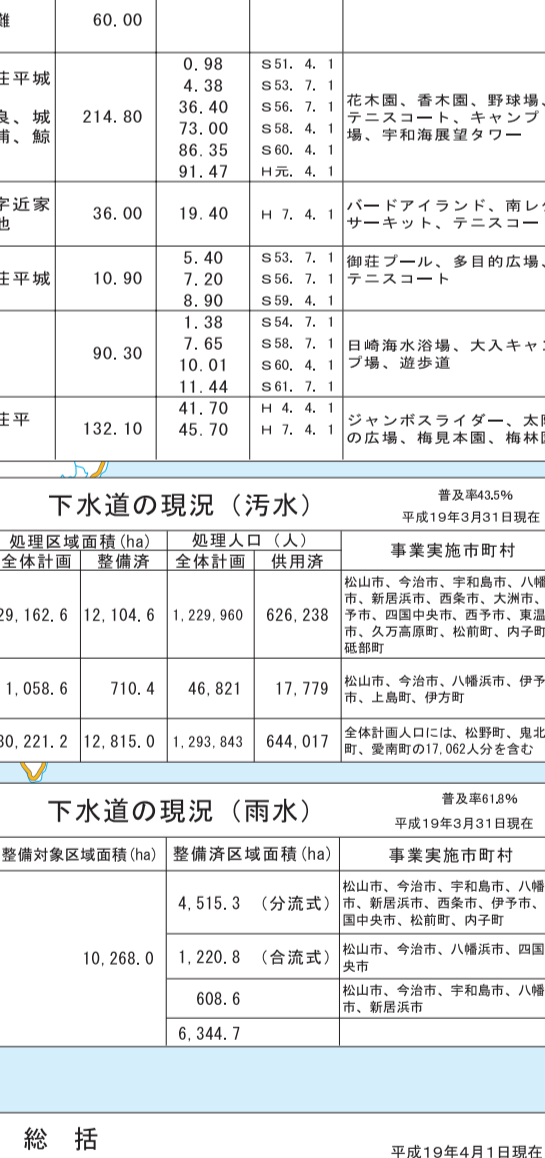 難 60.00
荘平城
良、城
浦、鯨
214.80
0.98 S51. 4. 1
4.38 S53. 7. 1
36.40 S56. 7. 1
73.00 S58. 4. 1
86.35 S60. 4. 1
91.47 H元. 4. 1
花木園、香木園、野球場、
テニスコート、キャンプ
場、宇和海展望タワー
字近家
他
36.00 19.40 H 7. 4. 1
バードアイランド、南レク
サーキット、テニスコー
荘平城 10.90
5.40 S53. 7. 1
7.20 S56. 7. 1
8.90 S59. 4. 1
御荘プール、多目的広場、
テニスコート
90.30
1.38 S54. 7. 1
7.65 S58. 7. 1
10.01 S60. 4. 1
11.44 S61. 7. 1
日崎海水浴場、大入キャン
プ場、遊歩道
荘平 132.10
41.70 H 4. 4. 1
45.70 H 7. 4. 1
ジャンボスライダー、太陽
の広場、梅見本園、梅林園
下水道の現況（汚水）
普及率43.5%
平成19年3月31日現在
処理区域面積(ha) 処理人口（人） 事業実施市町村
全体計画 整備済 全体計画 供用済
29,162.6 12,104.6 1,229,960 626,238
松山市、今治市、宇和島市、八幡
市、新居浜市、西条市、大洲市、
予市、四国中央市、西予市、東温
市、久万高原町、松前町、内子町
砥部町
1,058.6 710.4 46,821 17,779
松山市、今治市、八幡浜市、伊予
市、上島町、伊方町
30,221.2 12,815.0 1,293,843 644,017
全体計画人口には、松野町、鬼北
町、愛南町の17,062人分を含む
下水道の現況（雨水）
普及率61.8%
平成19年3月31日現在
整備対象区域面積(ha) 整備済区域面積(ha) 事業実施市町村
10,268.0
4,515.3 （分流式）
松山市、今治市、宇和島市、八幡
市、新居浜市、西条市、伊予市、
国中央市、松前町、内子町
1,220.8 （合流式）
松山市、今治市、八幡浜市、四国
央市
608.6
松山市、今治市、宇和島市、八幡
市、新居浜市
6,344.7
総 括
平成19年4月1日現在